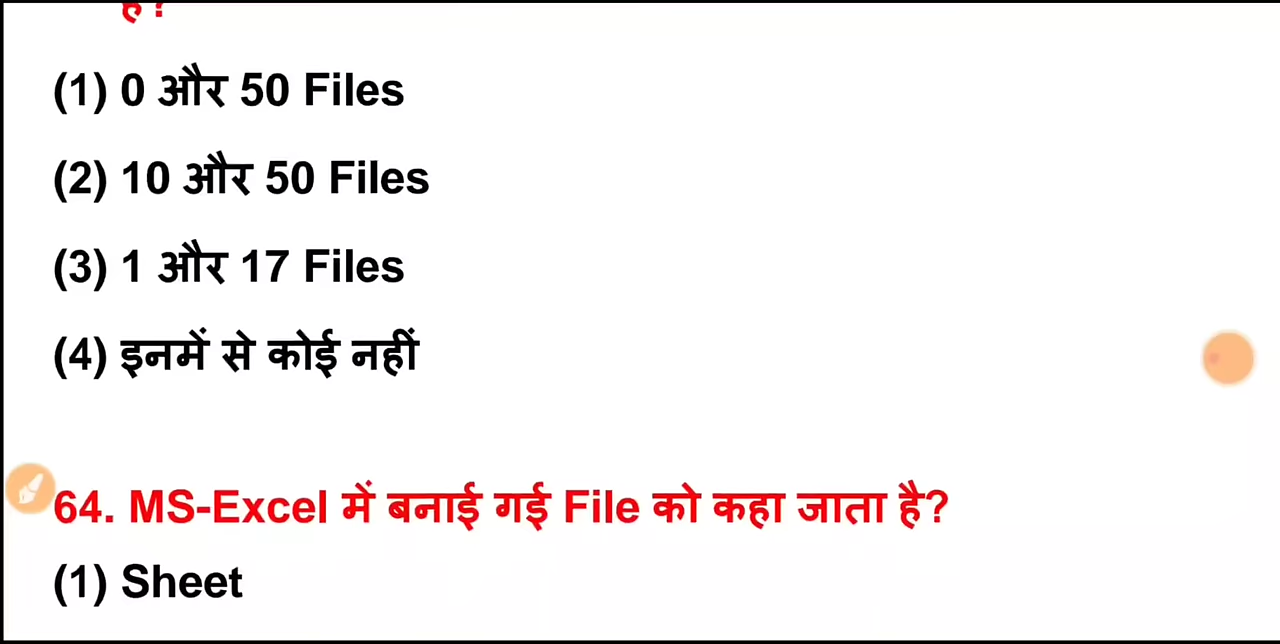 है?
(1) 0 और 50 Files
(2) 10 और 50 Files
(3) 1 और 17 Files
(4) इनमें से कोई नहीं
64. MS-Excel में बनाई गई File को कहा जाता है?
(1) Sheet